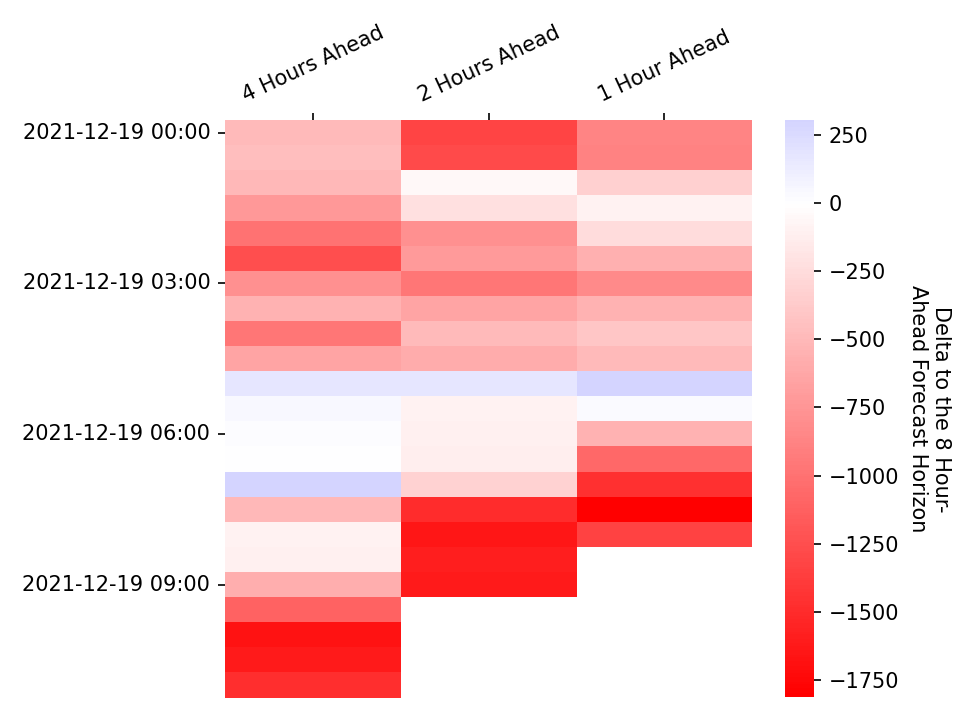 4 Hours Ahead
2 Hours Ahead
1 Hour Ahead
2021-12-19 00:00
2021-12-19 03:00
2021-12-19 06:00
2021-12-19 09:00
250
0
−250
−500
−750
−1000
−1250
−1500
−1750
Delta to the 8 Hour-
Ahead Forecast Horizon